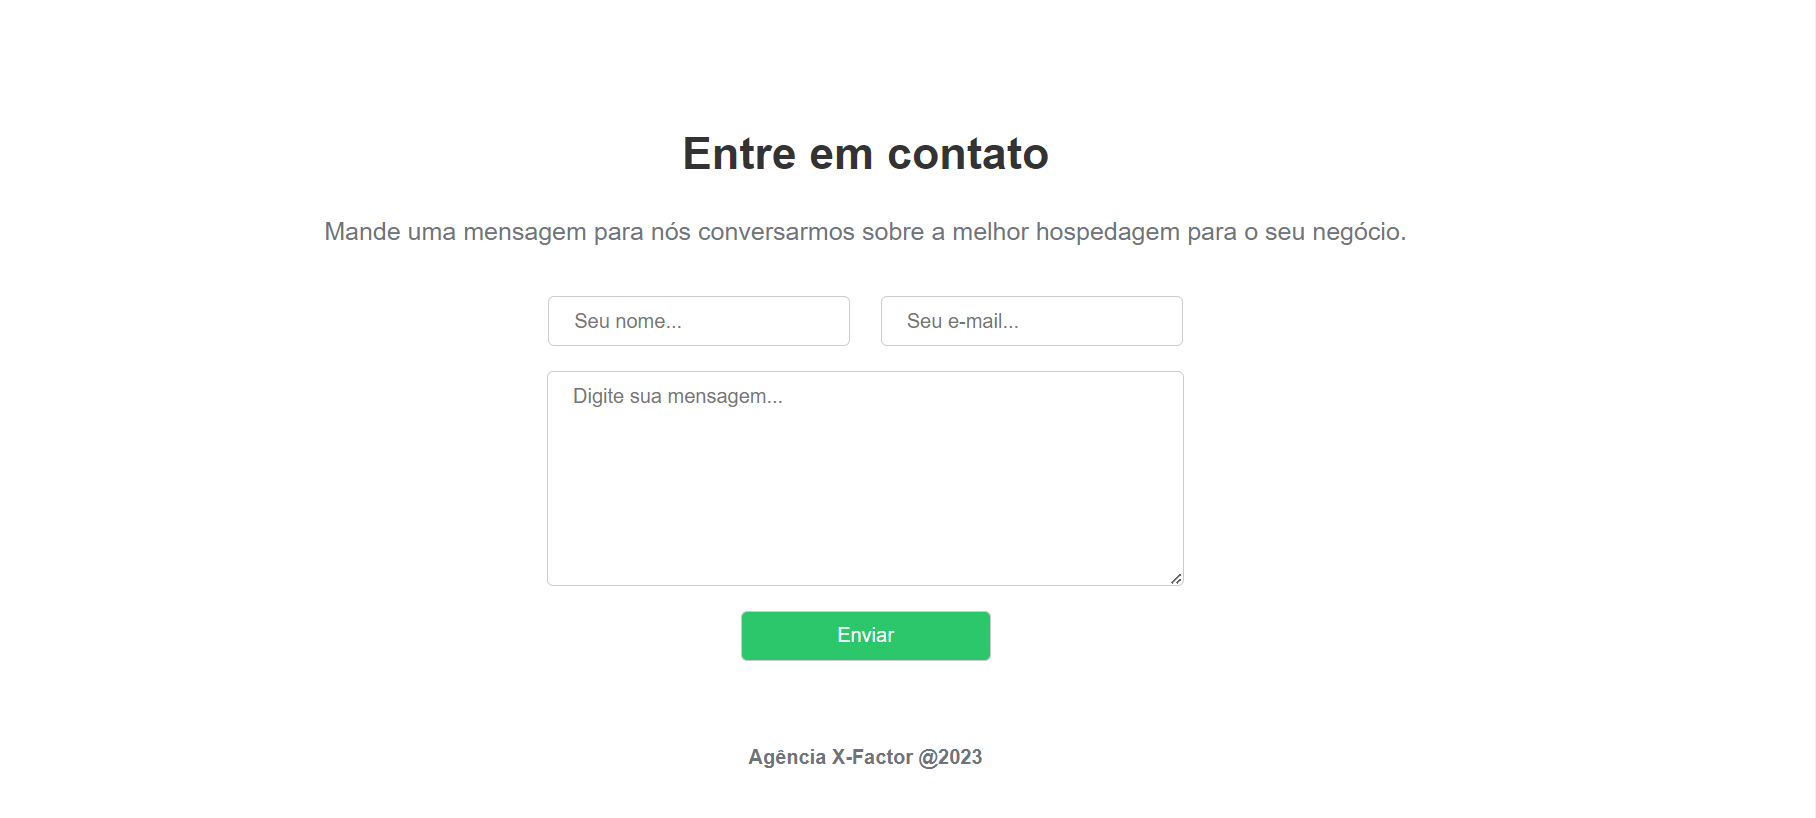 Entre em contato
Mande uma mensagem para nós conversarmos sobre a melhor hospedagem para o seu negócio.
Seu nome...
Seu e-mail...
Digite sua mensagem...
Enviar
Agência X-Factor @2023